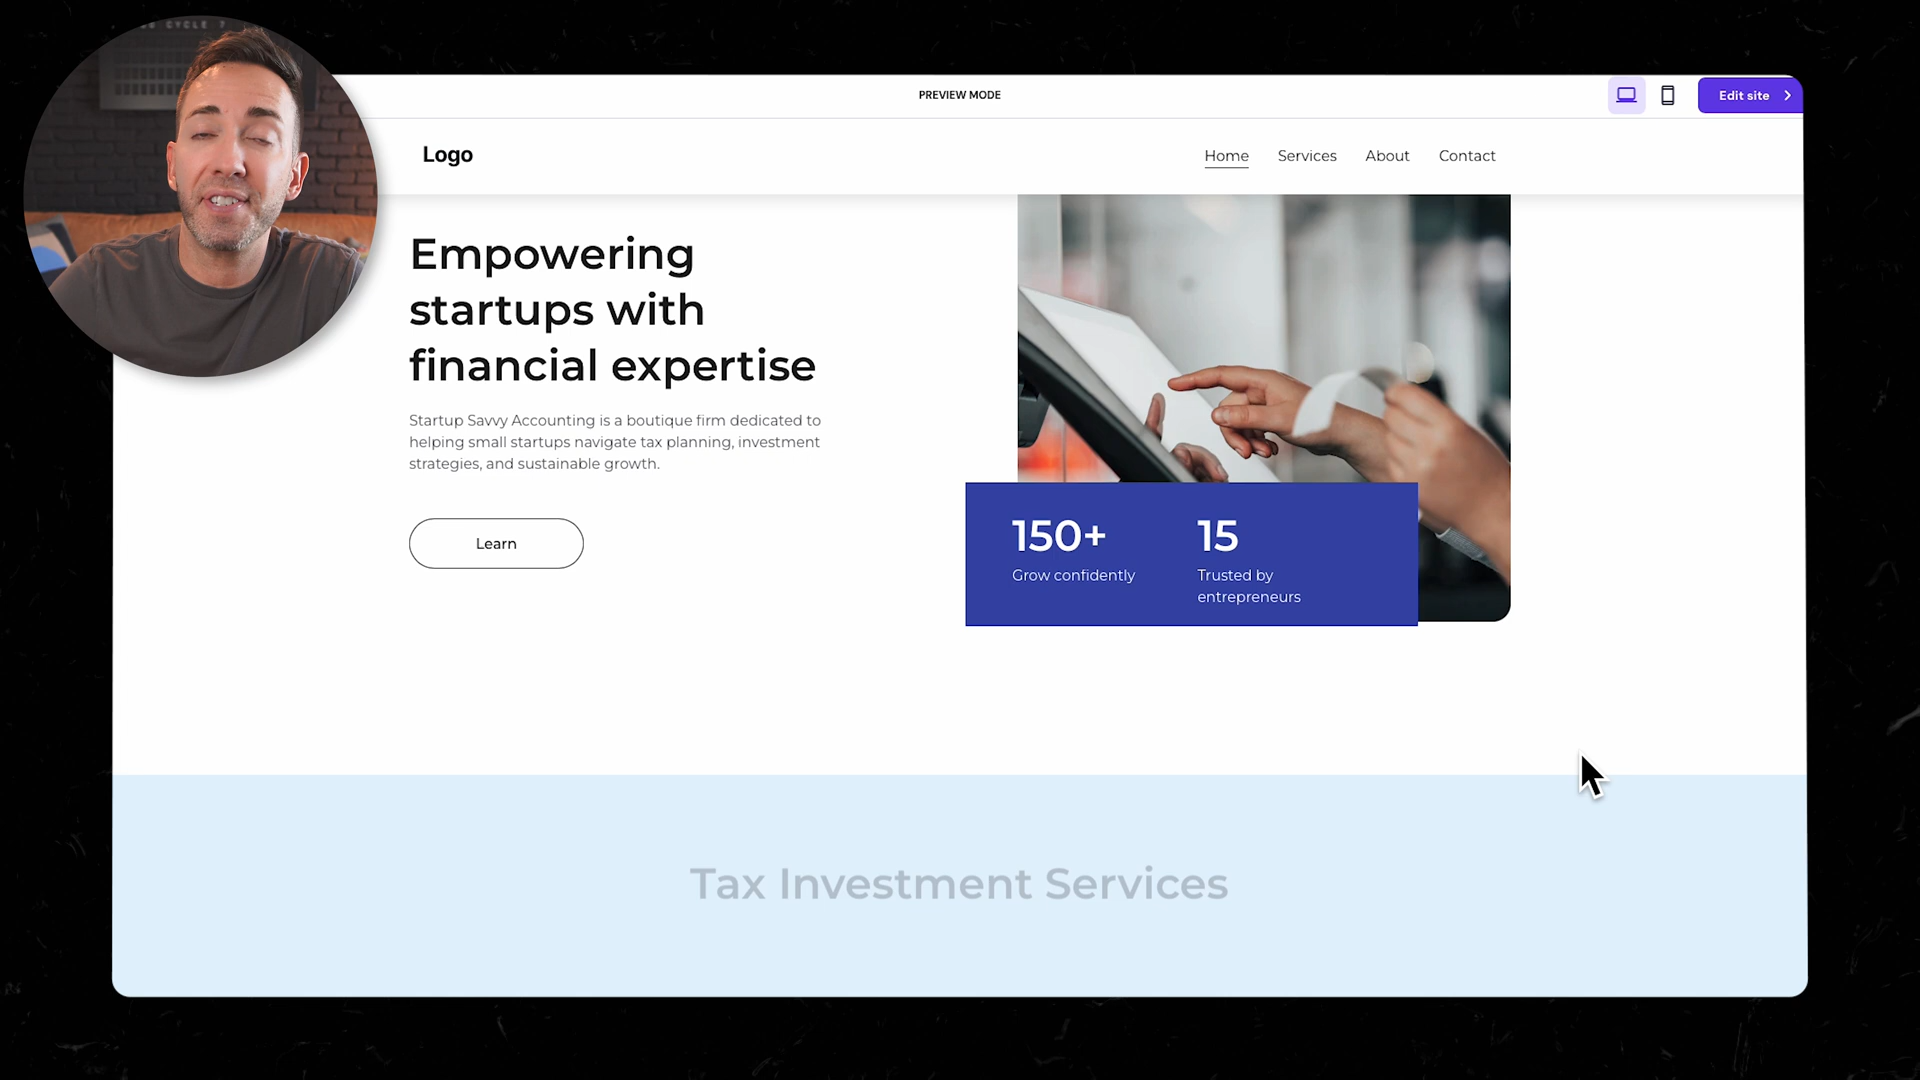 CYCLE ?
PREVIEW MODE
Edit site
Logo
Home
Services
About
Contact
Empowering
startups with
financial expertise
Startup Savvy Accounting is a boutique firm dedicated to
helping small startups navigate tax planning, investment
strategies, and sustainable growth.
Learn
150+
Grow confidently
15
Trusted by
entrepreneurs
Tax Investment Services